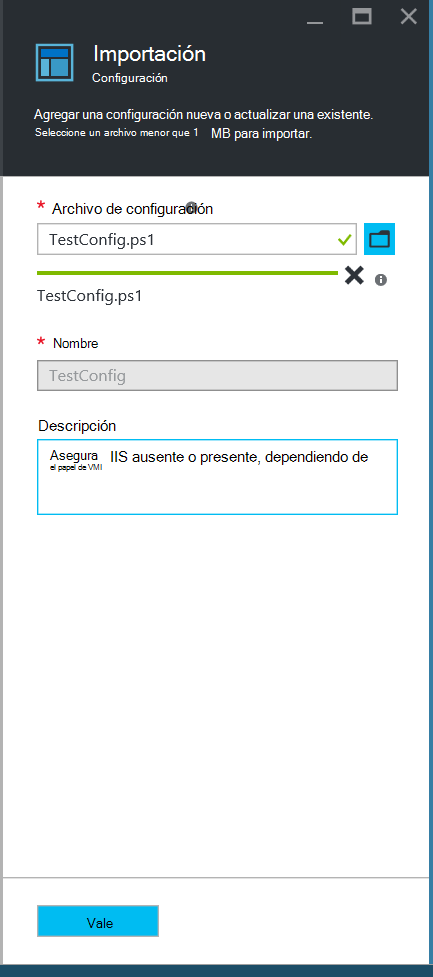 Importación
Configuración
Agregar una configuración nueva o actualizar una existente.
Seleccione un archivo menor que 1 MB para importar.
* Archivo de configuración
TestConfig.ps1
TestConfig.ps1
* Nombre
TestConfig
Descripción
Asegura IIS ausente o presente, dependiendo de
el papel de VMI
Vale